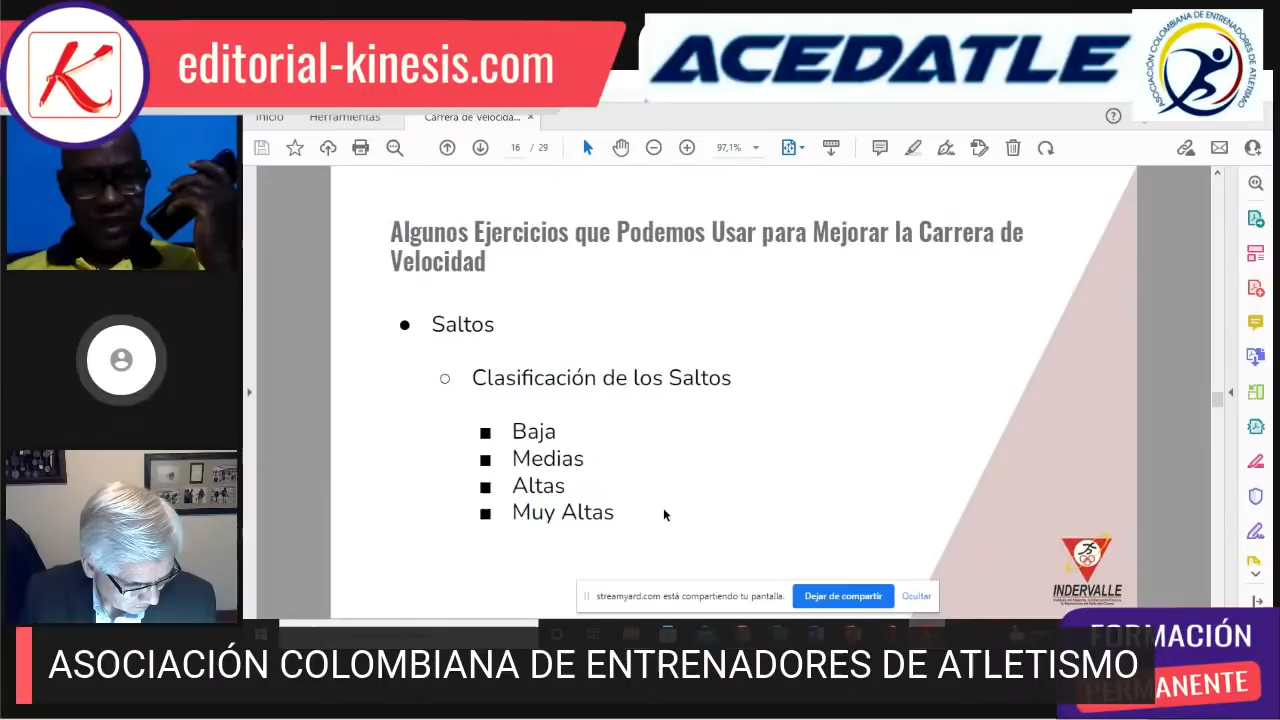 editorial-kinesis.com
ACEDATLE
ASOCIACIÓN COLOMBIANA DE ENTRENADORES DE ATLETISMO
K
Inicio
Herramientas
Carrera de Velocida...
16 / 29
97,1%
Algunos Ejercicios que Podemos Usar para Mejorar la Carrera de
Velocidad
Saltos
Clasificación de los Saltos
Baja
Medias
Altas
Muy Altas
INDERVALLE
streamyard.com está compartiendo tu pantalla.
Dejar de compartir
Ocultar
ASOCIACIÓN COLOMBIANA DE ENTRENADORES DE ATLETISMO
FORMACIÓN
PERMANENTE